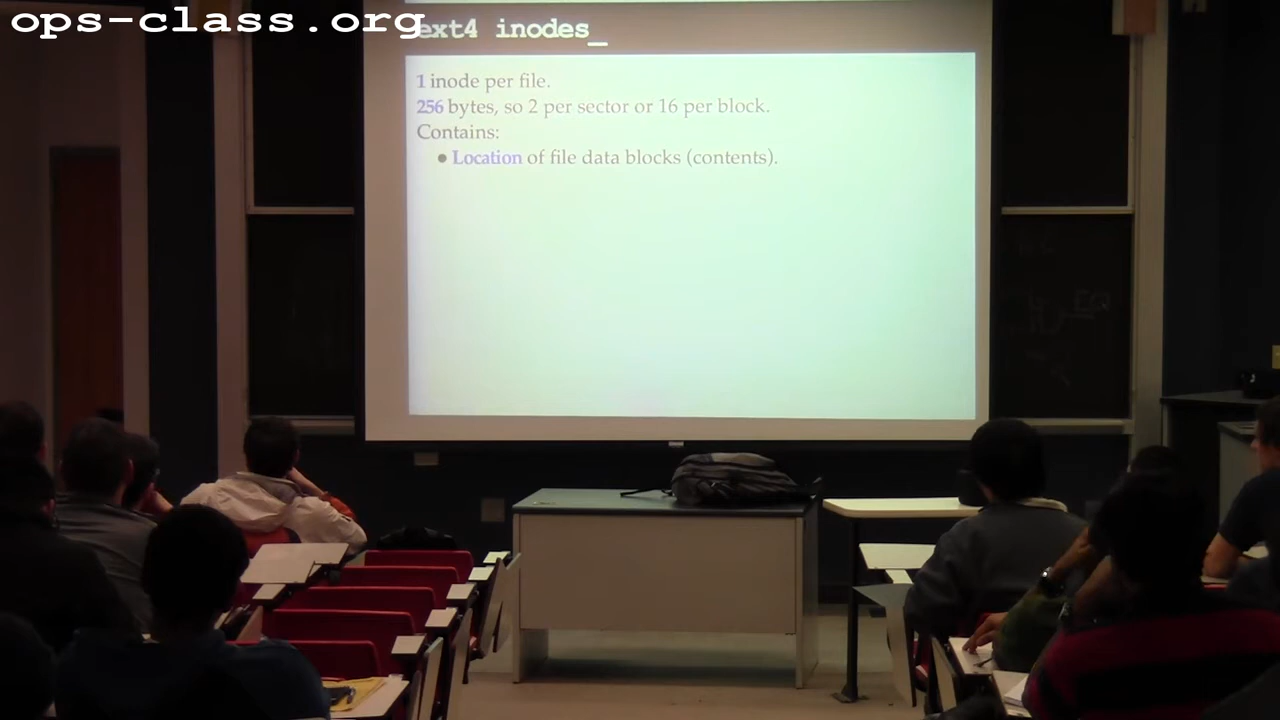 ops-class.org
ext4 inodes_
1 inode per file.
256 bytes, so 2 per sector or 16 per block.
Contains:
● Location of file data blocks (contents).